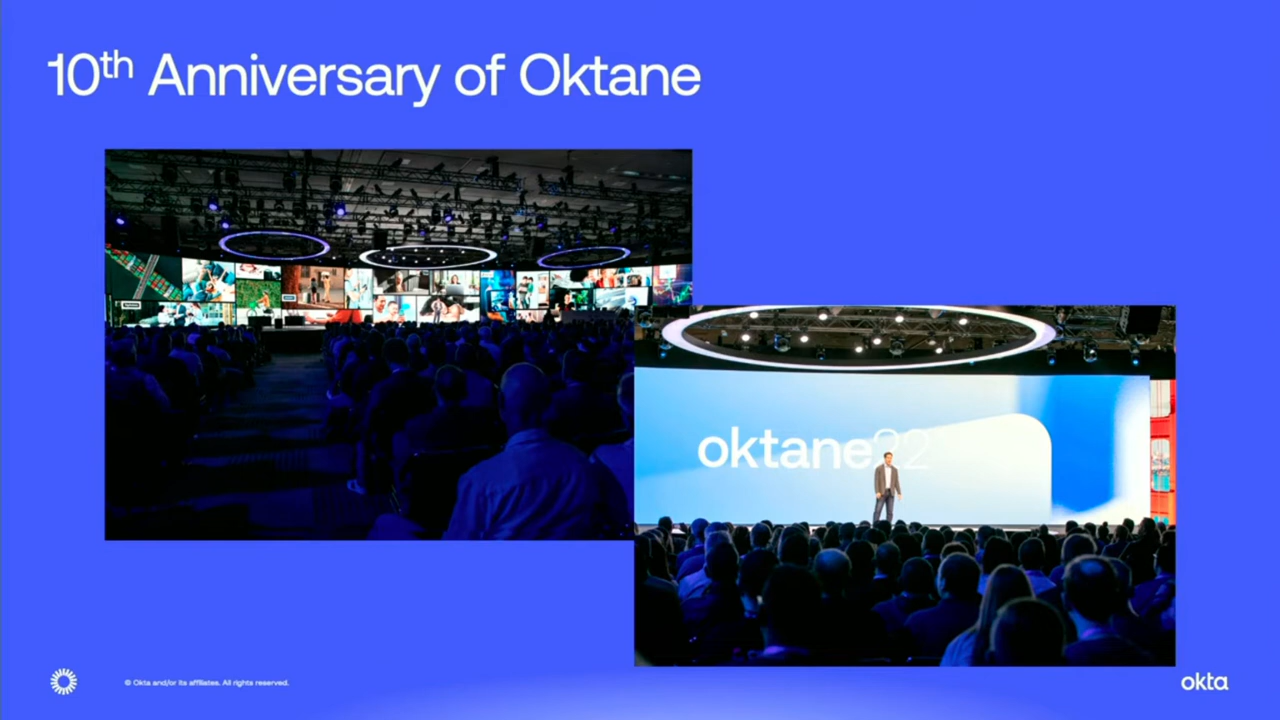 10th Anniversary of Oktane
oktane22
© Okta and/or its affiliates. All rights reserved.
okta